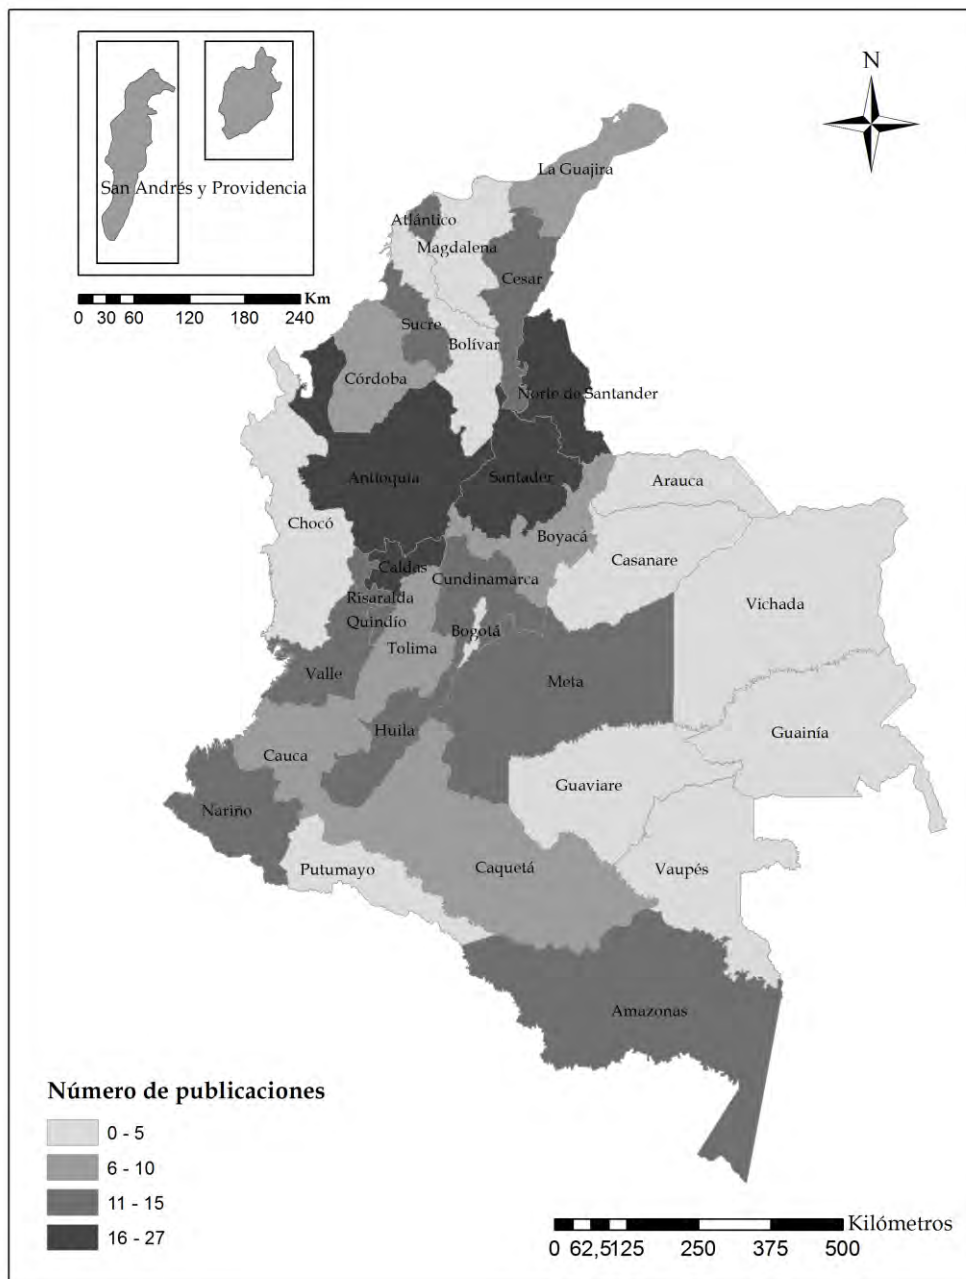 N
San Andrés y Providencia
Km
0 30 60 120 180 240
La Guajira
Atlántico
Magdalena
Cesar
Sucre
Bolívar
Córdoba
Norte de Santander
Antioquia
Santader
Arauca
Chocó
Boyacá
Casanare
Caldas
Cundinamarca
Risaralda
Vichada
Quindío
Bogotá
Tolima
Valle
Meta
Huila
Guainía
Cauca
Guaviare
Nariño
Putumayo
Caquetá
Vaupés
Amazonas
Número de publicaciones
0 - 5
6 - 10
11 - 15
16 - 27
Kilómetros
0 62,5125 250 375 500